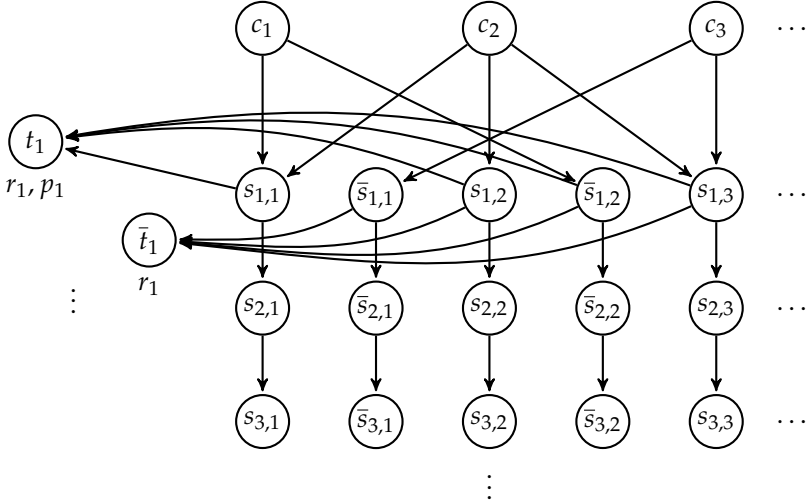 c₁ c₂ c₃ ⋯
t₁
r₁, p₁
s₁,₁ s̄₁,₁ s₁,₂ s̄₁,₂ s₁,₃ ⋯
t̄₁
r₁
⋮ s₂,₁ s̄₂,₁ s₂,₂ s̄₂,₂ s₂,₃ ⋯
s₃,₁ s̄₃,₁ s₃,₂ s̄₃,₂ s₃,₃ ⋯
⋮